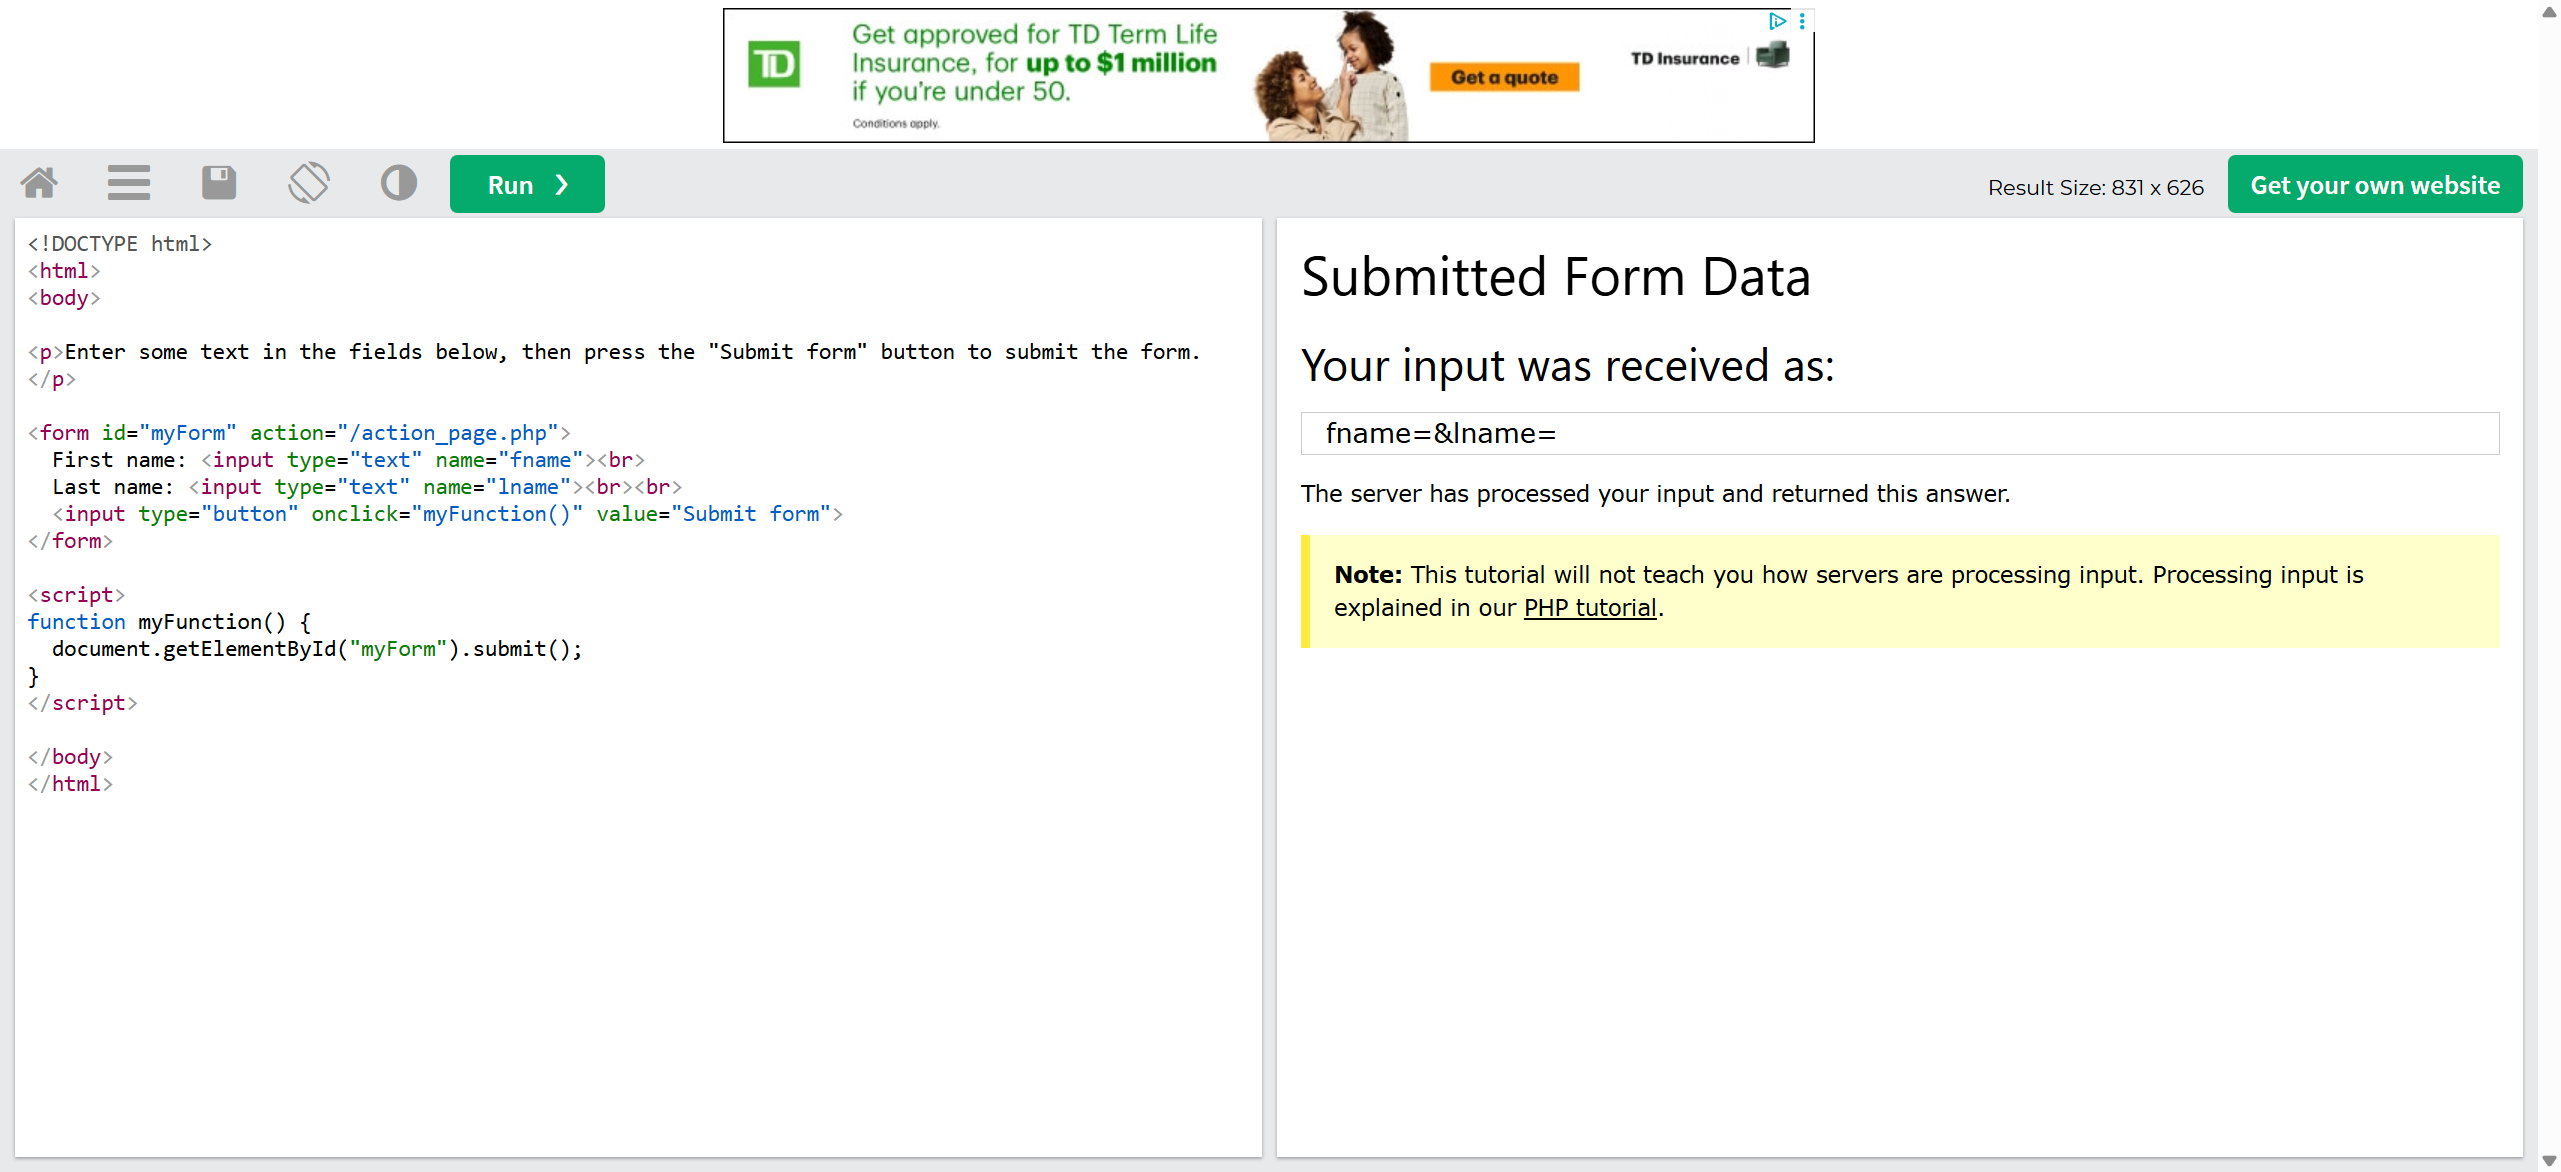 TD
Get approved for TD Term Life
Insurance, for up to $1 million
if you're under 50.
Conditions apply.
Get a quote
TD Insurance
Run ❯
Result Size: 831 x 626
Get your own website
<!DOCTYPE html>
<html>
<body>
<p>Enter some text in the fields below, then press the "Submit form" button to submit the form.
</p>
<form id="myForm" action="/action_page.php">
First name: <input type="text" name="fname"><br>
Last name: <input type="text" name="lname"><br><br>
<input type="button" onclick="myFunction()" value="Submit form">
</form>
<script>
function myFunction() {
document.getElementById("myForm").submit();
}
</script>
</body>
</html>
Submitted Form Data
Your input was received as:
fname=&lname=
The server has processed your input and returned this answer.
Note: This tutorial will not teach you how servers are processing input. Processing input is
explained in our PHP tutorial.